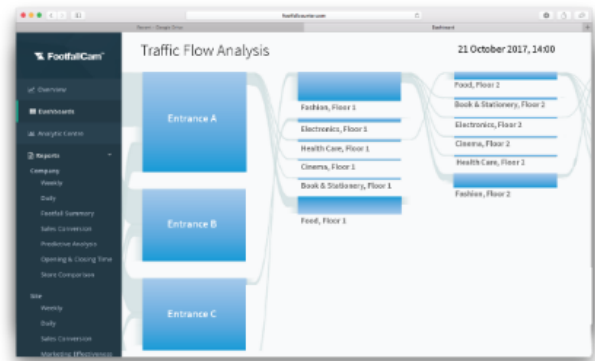 footfallcounter.com
Dashboard
FootfallCam™
Traffic Flow Analysis
21 October 2017, 14:00
Overview
Dashboards
Analytic Centre
Reports
Company
Weekly
Daily
Footfall Summary
Sales Conversion
Predictive Analysis
Opening & Closing Time
Store Comparison
Site
Weekly
Daily
Sales Conversion
Marketing Effectiveness
Entrance A
Entrance B
Entrance C
Fashion, Floor 1
Electronics, Floor 1
Health Care, Floor 1
Cinema, Floor 1
Book & Stationery, Floor 1
Food, Floor 1
Food, Floor 2
Book & Stationery, Floor 2
Electronics, Floor 2
Cinema, Floor 2
Health Care, Floor 2
Fashion, Floor 2